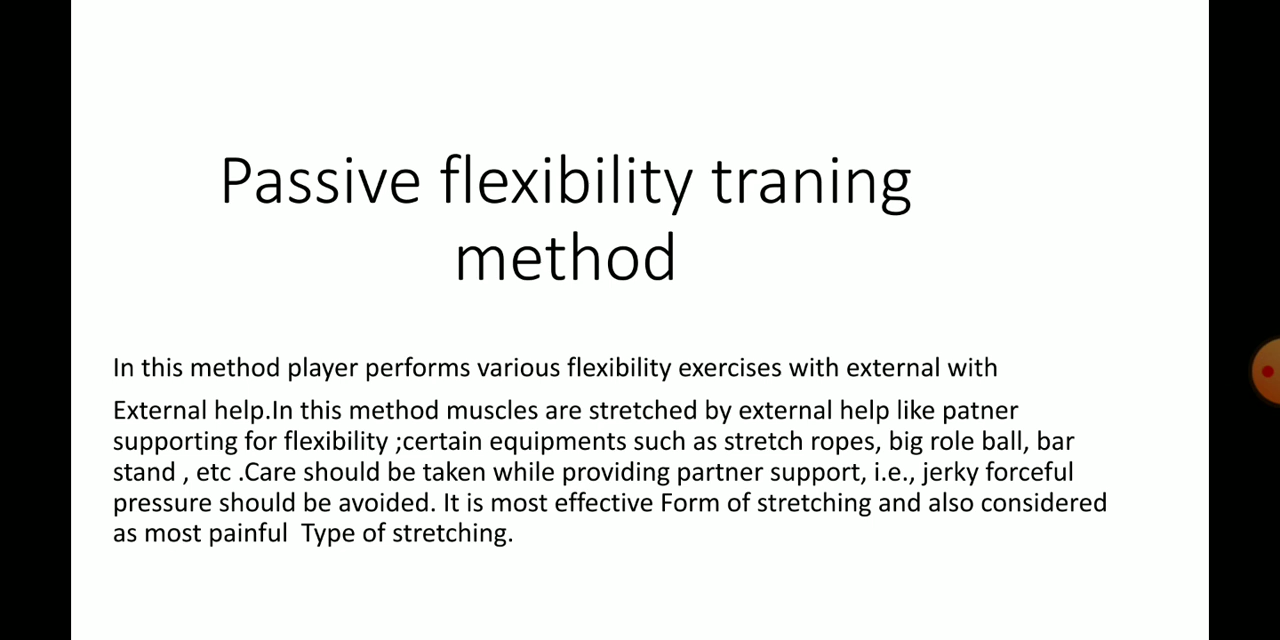 Passive flexibility traning
method
In this method player performs various flexibility exercises with external with
External help.In this method muscles are stretched by external help like patner
supporting for flexibility ;certain equipments such as stretch ropes, big role ball, bar
stand , etc .Care should be taken while providing partner support, i.e., jerky forceful
pressure should be avoided. It is most effective Form of stretching and also considered
as most painful  Type of stretching.